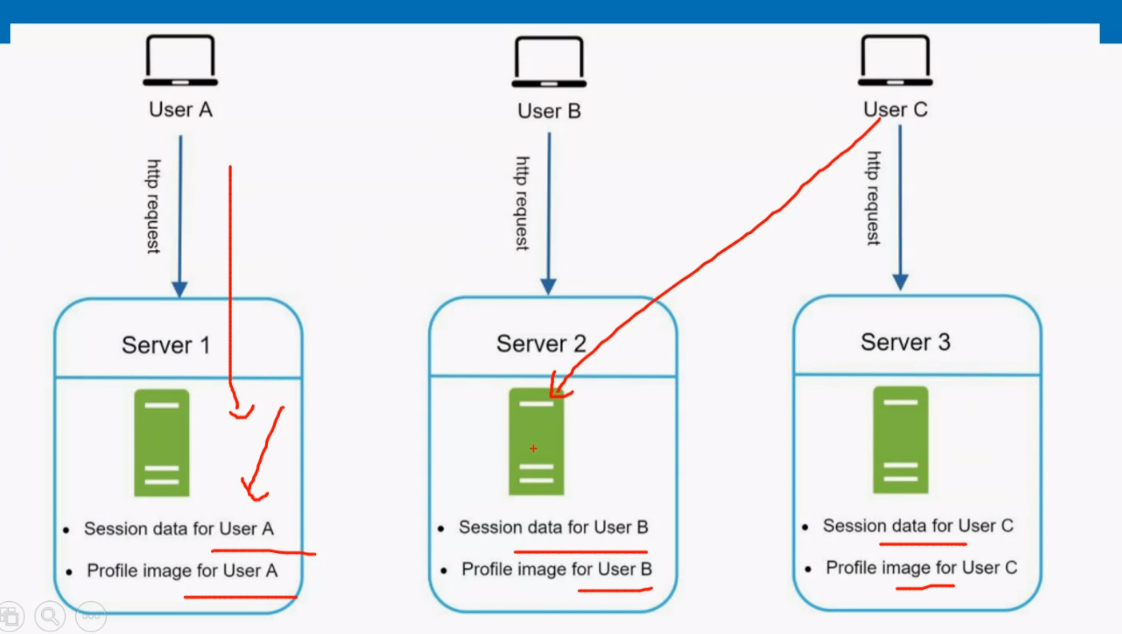 User A
User B
User C
http request
http request
http request
Server 1
Server 2
Server 3
• Session data for User A
• Profile image for User A
• Session data for User B
• Profile image for User B
• Session data for User C
• Profile image for User C